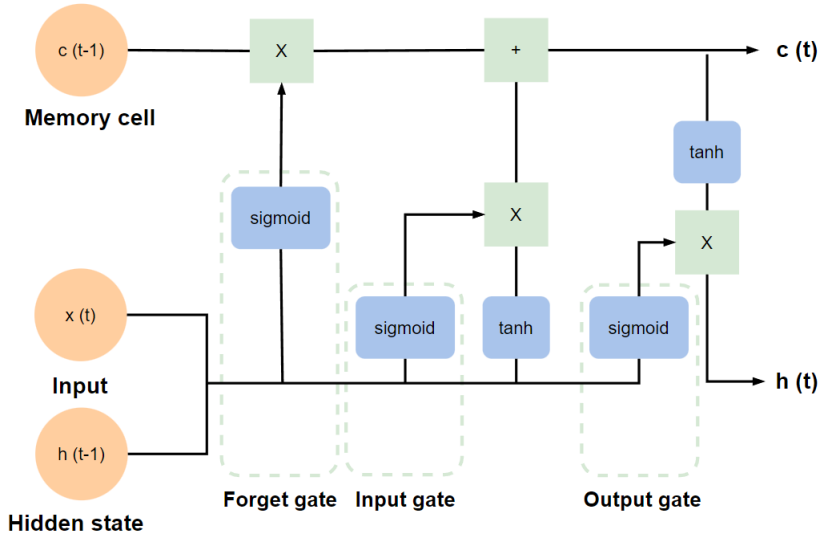 c (t-1)
X
+
c (t)
Memory cell
tanh
sigmoid
X
X
x (t)
sigmoid
tanh
sigmoid
Input
h (t)
h (t-1)
Forget gate
Input gate
Output gate
Hidden state